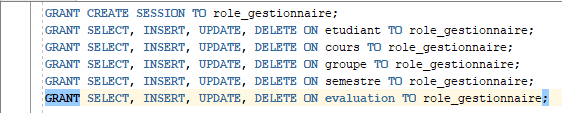 GRANT CREATE SESSION TO role_gestionnaire;
GRANT SELECT, INSERT, UPDATE, DELETE ON etudiant TO role_gestionnaire;
GRANT SELECT, INSERT, UPDATE, DELETE ON cours TO role_gestionnaire;
GRANT SELECT, INSERT, UPDATE, DELETE ON groupe TO role_gestionnaire;
GRANT SELECT, INSERT, UPDATE, DELETE ON semestre TO role_gestionnaire;
GRANT SELECT, INSERT, UPDATE, DELETE ON evaluation TO role_gestionnaire;